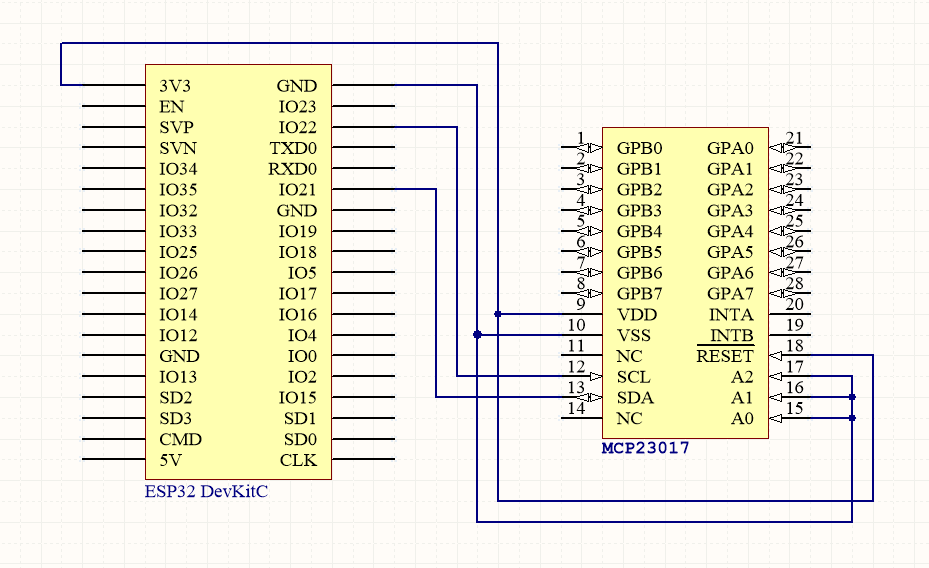 3V3 GND
EN IO23
SVP IO22
SVN TXD0
IO34 RXD0
IO35 IO21
IO32 GND
IO33 IO19
IO25 IO18
IO26 IO5
IO27 IO17
IO14 IO16
IO12 IO4
GND IO0
IO13 IO2
SD2 IO15
SD3 SD1
CMD SD0
5V CLK
ESP32 DevKitC
1 GPB0 GPA0 21
2 GPB1 GPA1 22
3 GPB2 GPA2 23
4 GPB3 GPA3 24
5 GPB4 GPA4 25
6 GPB5 GPA5 26
7 GPB6 GPA6 27
8 GPB7 GPA7 28
9 VDD INTA 20
10 VSS INTB 19
11 NC RESET 18
12 SCL A2 17
13 SDA A1 16
14 NC A0 15
MCP23017